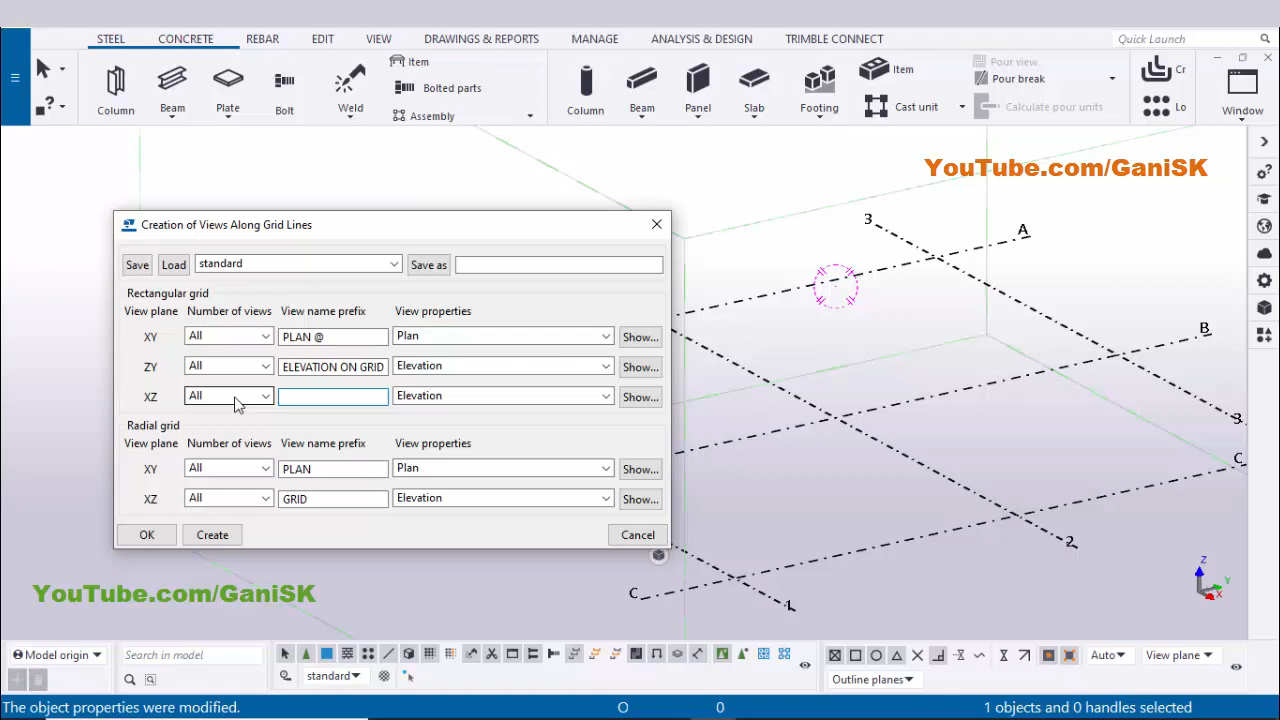 STEEL CONCRETE REBAR EDIT VIEW DRAWINGS & REPORTS MANAGE ANALYSIS & DESIGN TRIMBLE CONNECT Quick Launch
Item Pour view Item
Bolted parts Pour break Cr
Column Beam Plate Bolt Weld Assembly Column Beam Panel Slab Footing Cast unit Calculate pour units Lo Window
YouTube.com/GaniSK
3
A
B
3
C
2
C
1
Z
Y
X
Creation of Views Along Grid Lines
Save Load standard Save as
Rectangular grid
View plane Number of views View name prefix View properties
XY All PLAN @ Plan Show...
ZY All ELEVATION ON GRID Elevation Show...
XZ All Elevation Show...
Radial grid
View plane Number of views View name prefix View properties
XY All PLAN Plan Show...
XZ All GRID Elevation Show...
OK Create Cancel
YouTube.com/GaniSK
Model origin Search in model Auto View plane
standard Outline planes
The object properties were modified. O 0 1 objects and 0 handles selected